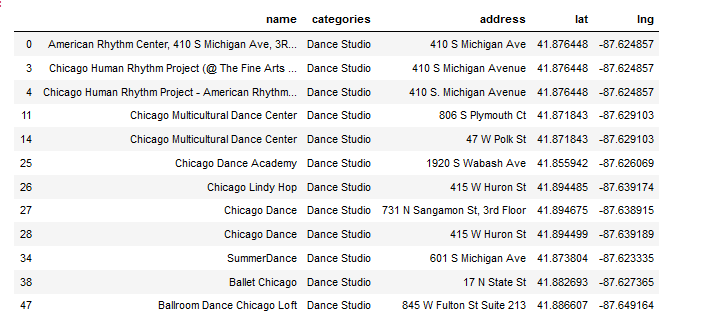 name categories address lat lng
0 American Rhythm Center, 410 S Michigan Ave, 3R... Dance Studio 410 S Michigan Ave 41.876448 -87.624857
3 Chicago Human Rhythm Project (@ The Fine Arts ... Dance Studio 410 S Michigan Avenue 41.876448 -87.624857
4 Chicago Human Rhythm Project - American Rhythm... Dance Studio 410 S. Michigan Avenue 41.876448 -87.624857
11 Chicago Multicultural Dance Center Dance Studio 806 S Plymouth Ct 41.871843 -87.629103
14 Chicago Multicultural Dance Center Dance Studio 47 W Polk St 41.871843 -87.629103
25 Chicago Dance Academy Dance Studio 1920 S Wabash Ave 41.855942 -87.626069
26 Chicago Lindy Hop Dance Studio 415 W Huron St 41.894485 -87.639174
27 Chicago Dance Dance Studio 731 N Sangamon St, 3rd Floor 41.894675 -87.638915
28 Chicago Dance Dance Studio 415 W Huron St 41.894499 -87.639189
34 SummerDance Dance Studio 601 S Michigan Ave 41.873804 -87.623335
38 Ballet Chicago Dance Studio 17 N State St 41.882693 -87.627365
47 Ballroom Dance Chicago Loft Dance Studio 845 W Fulton St Suite 213 41.886607 -87.649164